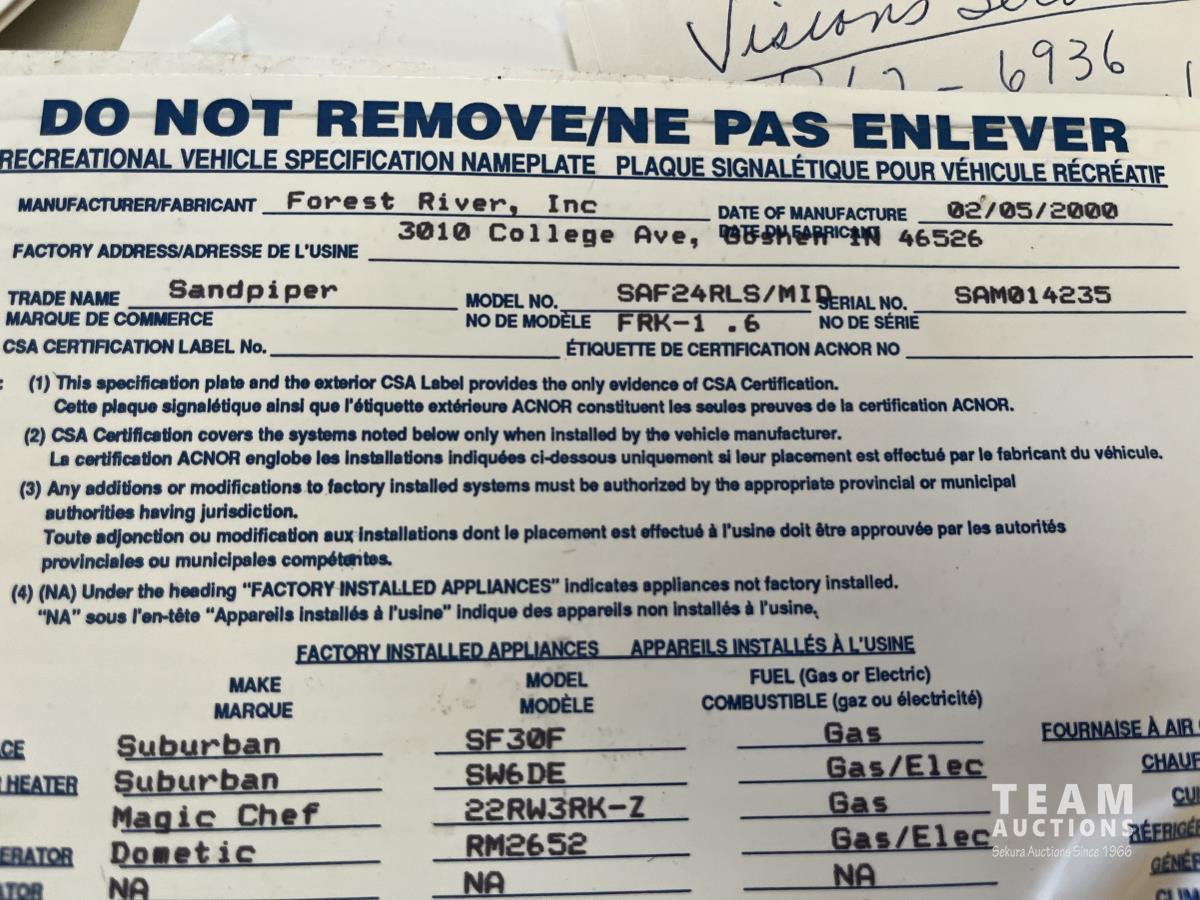 Visions
- 6936
DO NOT REMOVE/NE PAS ENLEVER
RECREATIONAL VEHICLE SPECIFICATION NAMEPLATE PLAQUE SIGNALÉTIQUE POUR VÉHICULE RÉCRÉATIF
MANUFACTURER/FABRICANT Forest River, Inc DATE OF MANUFACTURE 02/05/2000
DATE DU FABRICANT
FACTORY ADDRESS/ADRESSE DE L'USINE 3010 College Ave, Goshen IN 46526
TRADE NAME Sandpiper MODEL NO. SAF24RLS/MID SERIAL NO. SAM014235
MARQUE DE COMMERCE NO DE MODÈLE FRK-1 .6 NO DE SÉRIE
CSA CERTIFICATION LABEL No. ÉTIQUETTE DE CERTIFICATION ACNOR NO
: (1) This specification plate and the exterior CSA Label provides the only evidence of CSA Certification.
Cette plaque signalétique ainsi que l'étiquette extérieure ACNOR constituent les seules preuves de la certification ACNOR.
(2) CSA Certification covers the systems noted below only when installed by the vehicle manufacturer.
La certification ACNOR englobe les installations indiquées ci-dessous uniquement si leur placement est effectué par le fabricant du véhicule.
(3) Any additions or modifications to factory installed systems must be authorized by the appropriate provincial or municipal
authorities having jurisdiction.
Toute adjonction ou modification aux installations dont le placement est effectué à l'usine doit être approuvée par les autorités
provinciales ou municipales compétentes.
(4) (NA) Under the heading "FACTORY INSTALLED APPLIANCES" indicates appliances not factory installed.
"NA" sous l'en-tête "Appareils installés à l'usine" indique des appareils non installés à l'usine.
FACTORY INSTALLED APPLIANCES APPAREILS INSTALLÉS À L'USINE
MAKE MODEL FUEL (Gas or Electric)
MARQUE MODÈLE COMBUSTIBLE (gaz ou électricité)
CE Suburban SF30F Gas FOURNAISE À AIR
HEATER Suburban SW6DE Gas/Elec CHAUF
Magic Chef 22RW3RK-Z Gas CUI
ERATOR Dometic RM2652 Gas/Elec RÉFRIGÉ
ATOR NA NA NA GÉNÉ
CLIM
TEAM
AUCTIONS
Sekura Auctions Since 1966